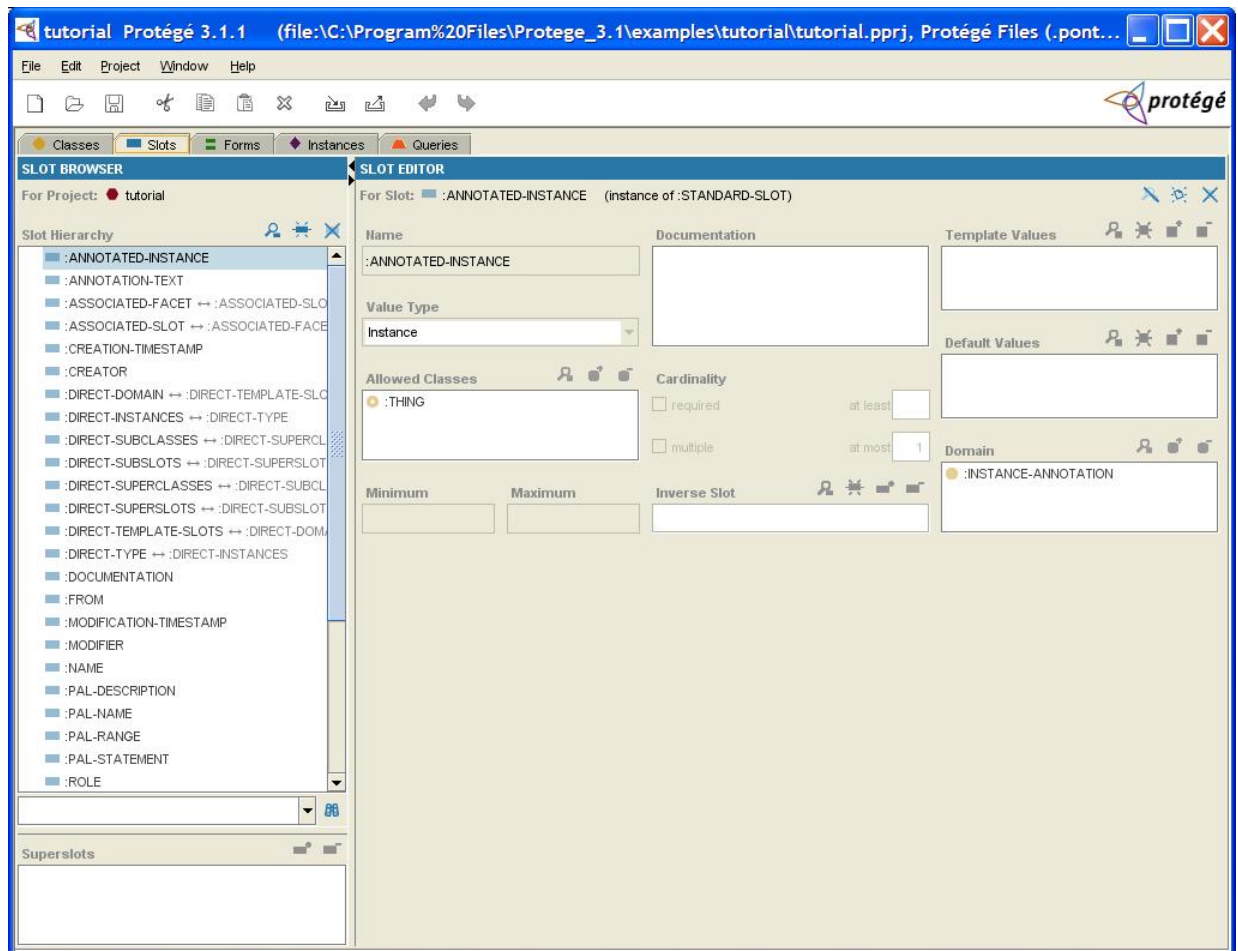 tutorial Protégé 3.1.1 (file:\C:\Program%20Files\Protege_3.1\examples\tutorial\tutorial.pprj, Protégé Files (.pont...
File Edit Project Window Help
protégé
Classes Slots Forms Instances Queries
SLOT BROWSER
For Project: tutorial
Slot Hierarchy
:ANNOTATED-INSTANCE
:ANNOTATION-TEXT
:ASSOCIATED-FACET ↔ :ASSOCIATED-SLO
:ASSOCIATED-SLOT ↔ :ASSOCIATED-FACE
:CREATION-TIMESTAMP
:CREATOR
:DIRECT-DOMAIN ↔ :DIRECT-TEMPLATE-SLO
:DIRECT-INSTANCES ↔ :DIRECT-TYPE
:DIRECT-SUBCLASSES ↔ :DIRECT-SUPERCL
:DIRECT-SUBSLOTS ↔ :DIRECT-SUPERSLOT
:DIRECT-SUPERCLASSES ↔ :DIRECT-SUBCL
:DIRECT-SUPERSLOTS ↔ :DIRECT-SUBSLOT
:DIRECT-TEMPLATE-SLOTS ↔ :DIRECT-DOMA
:DIRECT-TYPE ↔ :DIRECT-INSTANCES
:DOCUMENTATION
:FROM
:MODIFICATION-TIMESTAMP
:MODIFIER
:NAME
:PAL-DESCRIPTION
:PAL-NAME
:PAL-RANGE
:PAL-STATEMENT
:ROLE
Superslots
SLOT EDITOR
For Slot: :ANNOTATED-INSTANCE (instance of :STANDARD-SLOT)
Name
:ANNOTATED-INSTANCE
Value Type
Instance
Allowed Classes
:THING
Minimum Maximum
Documentation
Cardinality
required at least
multiple at most 1
Inverse Slot
Template Values
Default Values
Domain
:INSTANCE-ANNOTATION